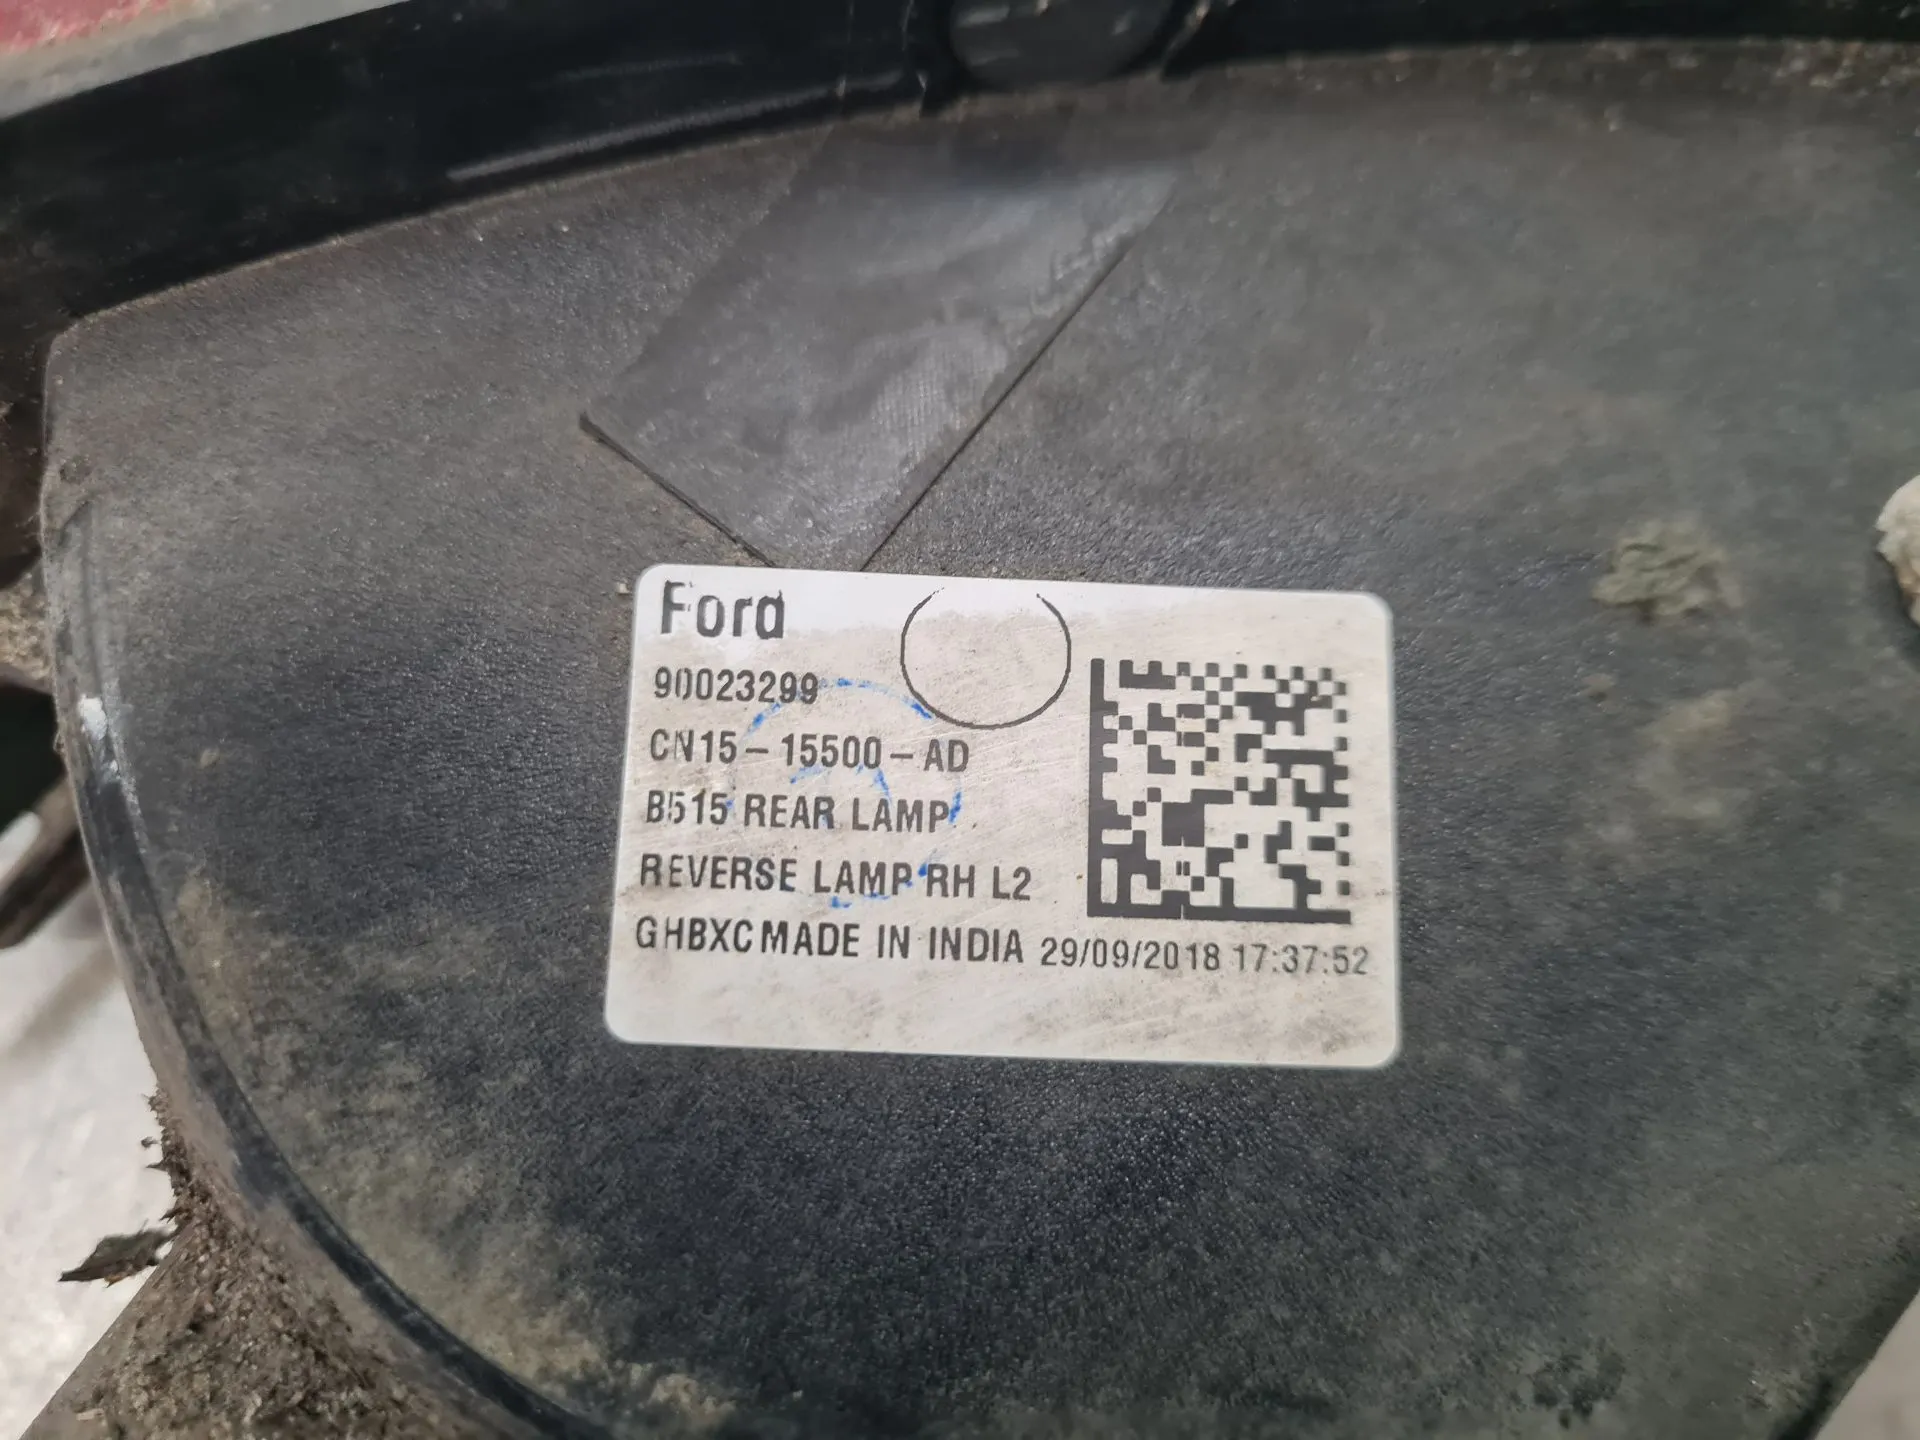 Ford
90023299
CN15-15500-AD
B515 REAR LAMP
REVERSE LAMP RH L2
GHBXC MADE IN INDIA 29/09/2018 17:37:52